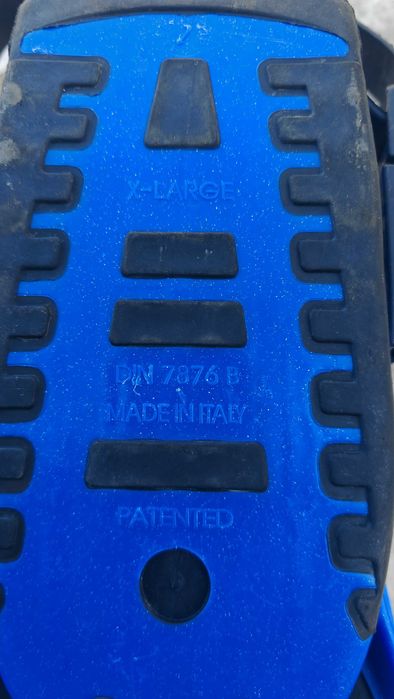 X-LARGE
DIN 7876 B
MADE IN ITALY
PATENTED